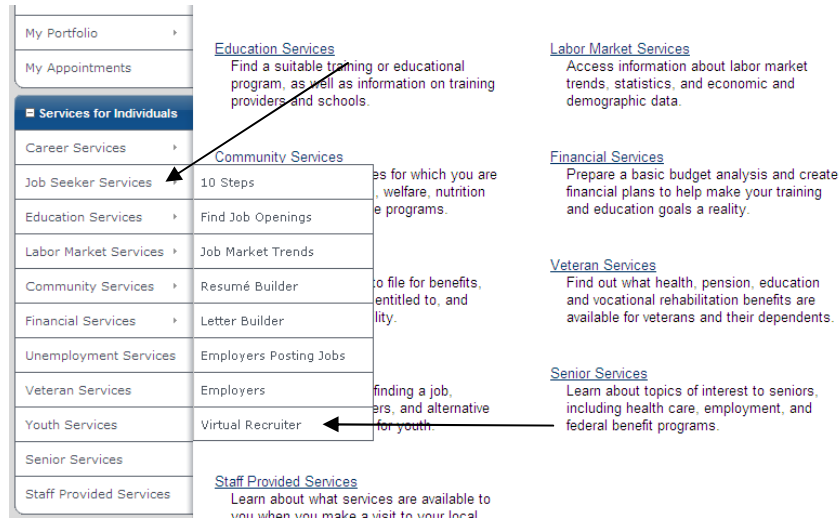 My Portfolio
My Appointments
Services for Individuals
Career Services
Job Seeker Services
Education Services
Labor Market Services
Community Services
Financial Services
Unemployment Services
Veteran Services
Youth Services
Senior Services
Staff Provided Services
10 Steps
Find Job Openings
Job Market Trends
Resumé Builder
Letter Builder
Employers Posting Jobs
Employers
Virtual Recruiter
Education Services
Find a suitable training or educational
program, as well as information on training
providers and schools.
Community Services
es for which you are
, welfare, nutrition
e programs.
to file for benefits,
entitled to, and
lity.
finding a job,
ers, and alternative
for youth.
Staff Provided Services
Learn about what services are available to
you when you make a visit to your local
Labor Market Services
Access information about labor market
trends, statistics, and economic and
demographic data.
Financial Services
Prepare a basic budget analysis and create
financial plans to help make your training
and education goals a reality.
Veteran Services
Find out what health, pension, education
and vocational rehabilitation benefits are
available for veterans and their dependents.
Senior Services
Learn about topics of interest to seniors,
including health care, employment, and
federal benefit programs.